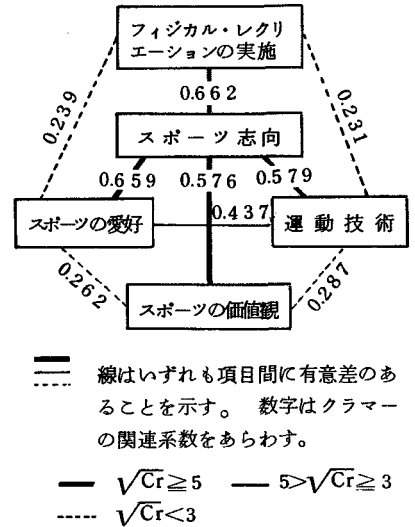 フィジカル・レクリ
エーションの実施
0.239
0.662
0.231
スポーツ志向
0.659 0.576 0.579
スポーツの愛好
0.437
運動技術
0.262
0.287
スポーツの価値観
線はいずれも項目間に有意差のあ
ることを示す。 数字はクラマー
の関連系数をあらわす。
√Cr≧5 5>√Cr≧3
√Cr<3